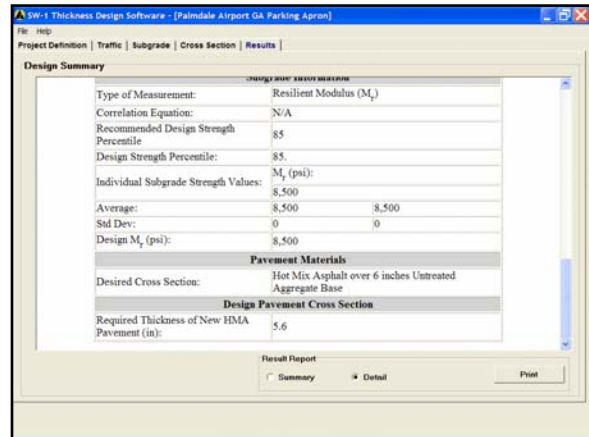 SW-1 Thickness Design Software - [Palmdale Airport GA Parking Apron]
File Help
Project Definition | Traffic | Subgrade | Cross Section | Results |
Design Summary
Subgrade Information
Type of Measurement: Resilient Modulus (Mr)
Correlation Equation: N/A
Recommended Design Strength
Percentile
85
Design Strength Percentile: 85.
Individual Subgrade Strength Values:
Mr (psi):
8,500
Average: 8,500 8,500
Std Dev: 0 0
Design Mr (psi): 8,500
Pavement Materials
Desired Cross Section:
Hot Mix Asphalt over 6 inches Untreated
Aggregate Base
Design Pavement Cross Section
Required Thickness of New HMA
Pavement (in):
5.6
Result Report
Summary Detail Print